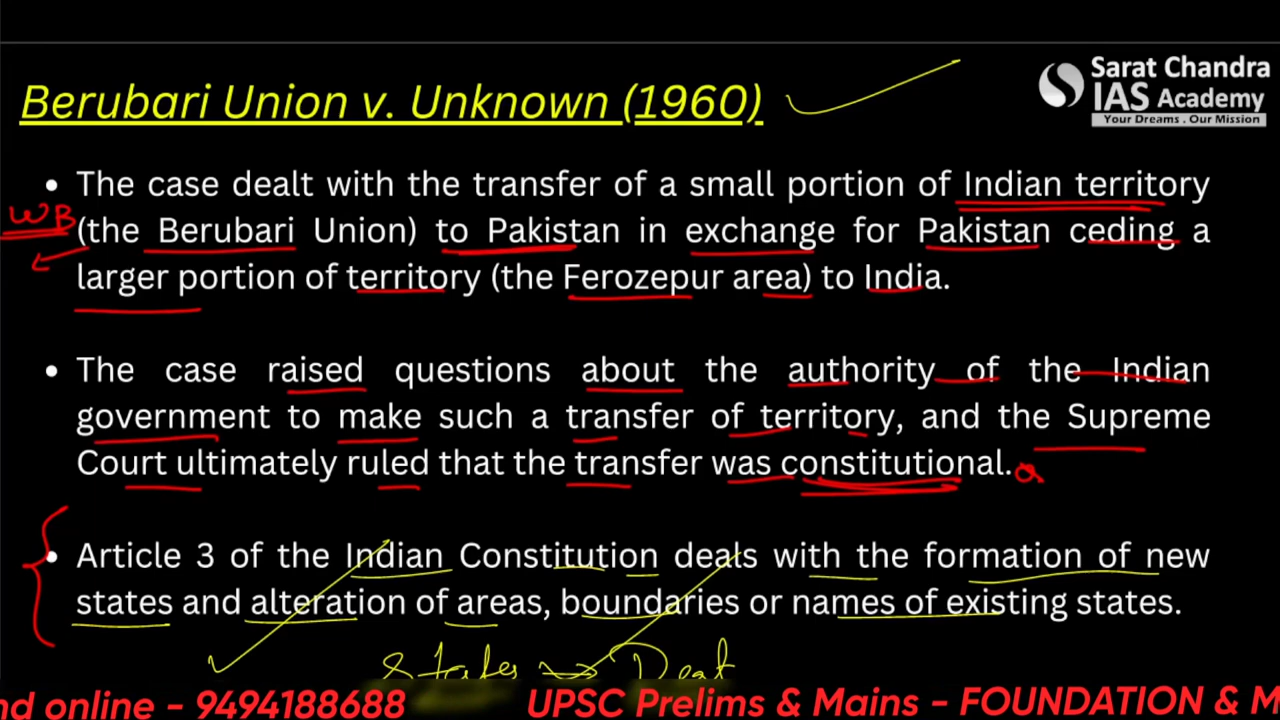 Berubari Union v. Unknown (1960)
Sarat Chandra
IAS Academy
Your Dreams . Our Mission
• The case dealt with the transfer of a small portion of Indian territory
WB
(the Berubari Union) to Pakistan in exchange for Pakistan ceding a
larger portion of territory (the Ferozepur area) to India.
• The case raised questions about the authority of the Indian
government to make such a transfer of territory, and the Supreme
Court ultimately ruled that the transfer was constitutional.
• Article 3 of the Indian Constitution deals with the formation of new
states and alteration of areas, boundaries or names of existing states.
States
nd online - 9494188688 UPSC Prelims & Mains - FOUNDATION & M